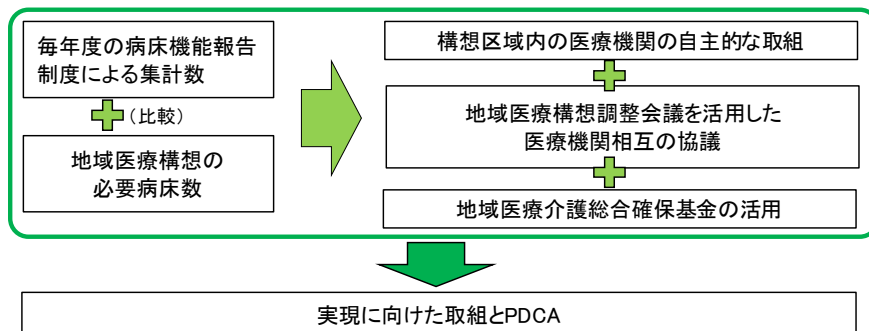 毎年度の病床機能報告
制度による集計数
(比較)
地域医療構想の
必要病床数
構想区域内の医療機関の自主的な取組
地域医療構想調整会議を活用した
医療機関相互の協議
地域医療介護総合確保基金の活用
実現に向けた取組とPDCA